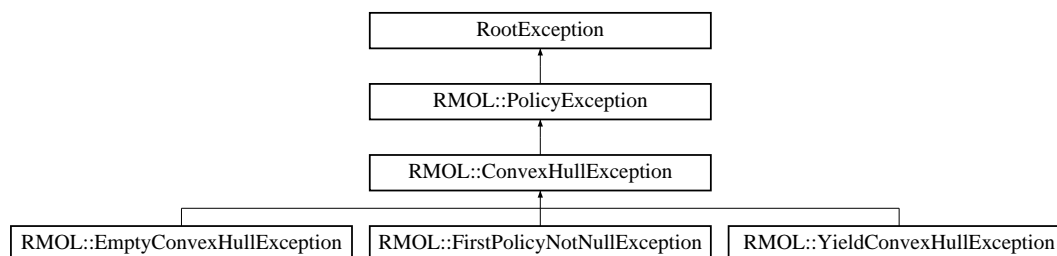 RootException
RMOL::PolicyException
RMOL::ConvexHullException
RMOL::EmptyConvexHullException
RMOL::FirstPolicyNotNullException
RMOL::YieldConvexHullException